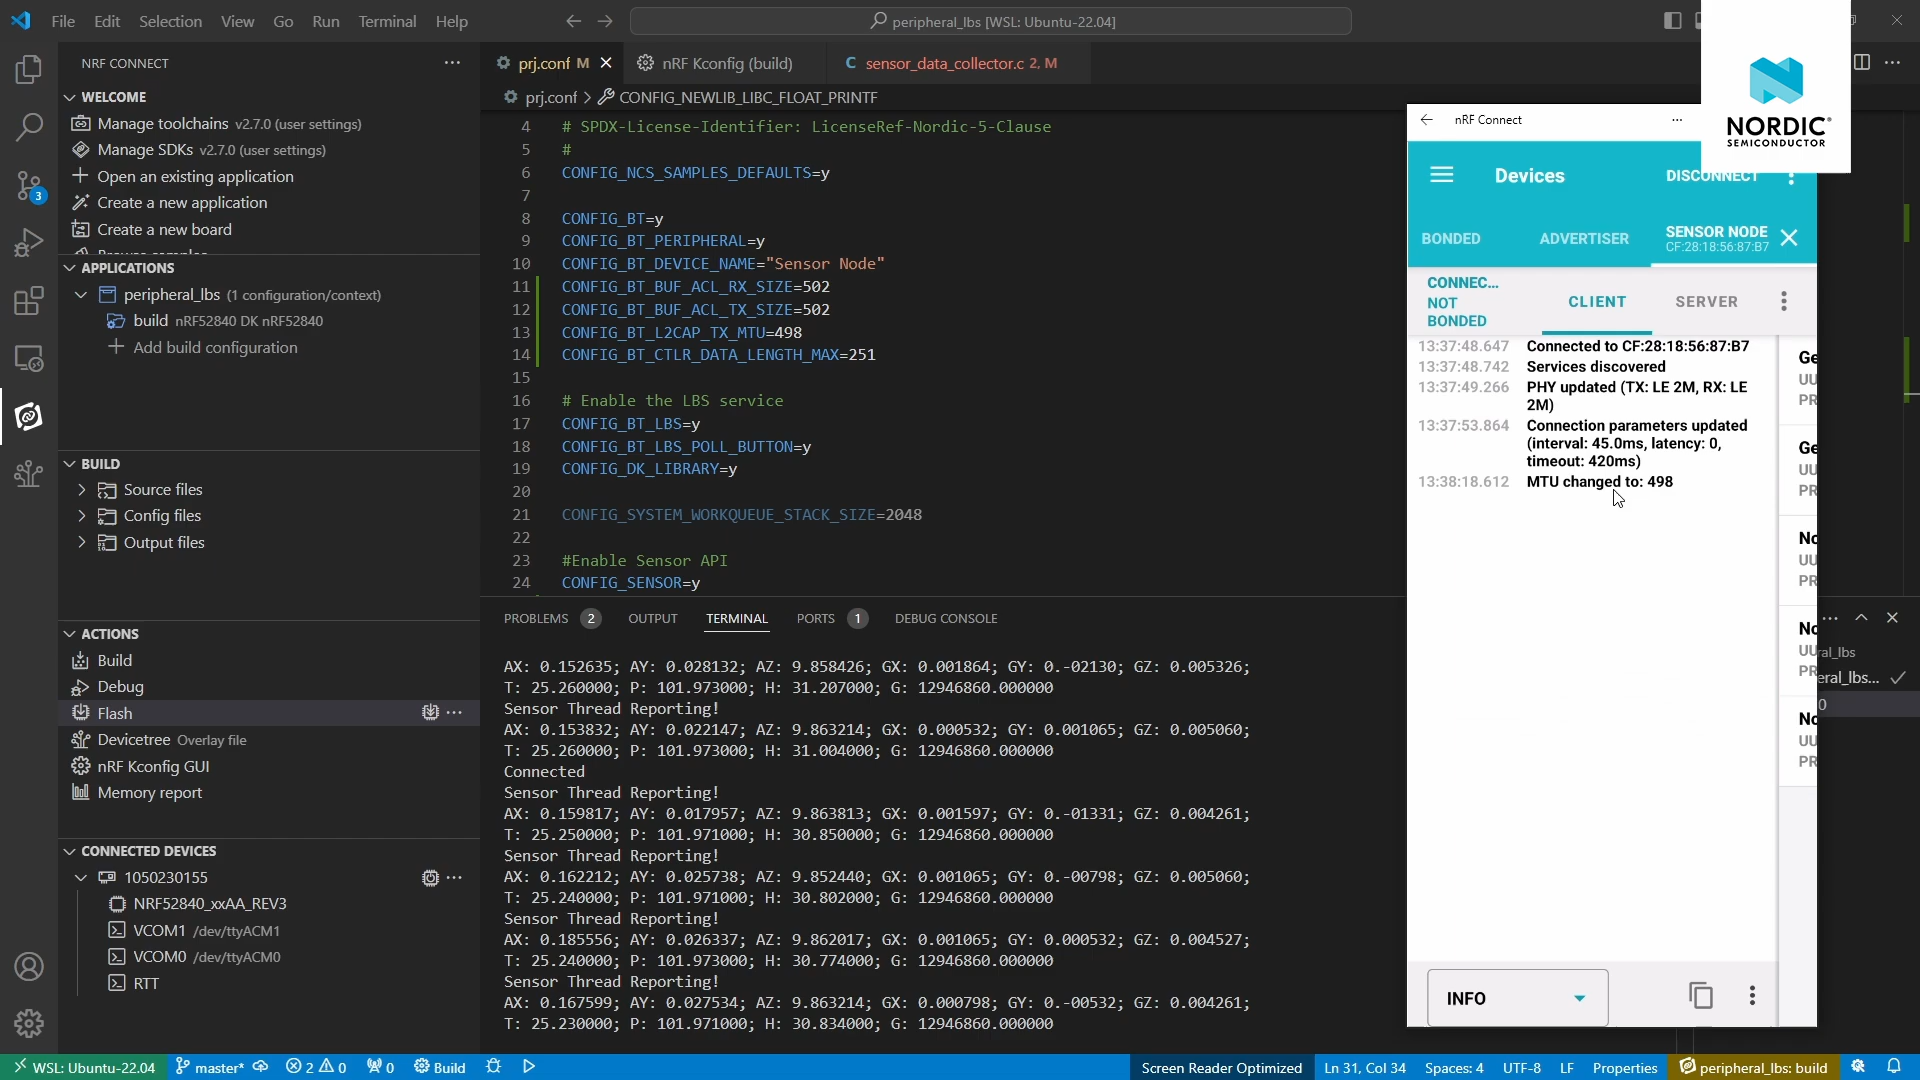 File Edit Selection View Go Run Terminal Help
peripheral_lbs [WSL: Ubuntu-22.04]
NRF CONNECT
WELCOME
Manage toolchains v2.7.0 (user settings)
Manage SDKs v2.7.0 (user settings)
Open an existing application
Create a new application
Create a new board
APPLICATIONS
peripheral_lbs (1 configuration/context)
build nRF52840 DK nRF52840
Add build configuration
BUILD
Source files
Config files
Output files
ACTIONS
Build
Debug
Flash
Devicetree Overlay file
nRF Kconfig GUI
Memory report
CONNECTED DEVICES
1050230155
NRF52840_xxAA_REV3
VCOM1 /dev/ttyACM1
VCOM0 /dev/ttyACM0
RTT
3
prj.conf M
nRF Kconfig (build)
C sensor_data_collector.c 2, M
prj.conf > CONFIG_NEWLIB_LIBC_FLOAT_PRINTF
4 # SPDX-License-Identifier: LicenseRef-Nordic-5-Clause
5 #
6 CONFIG_NCS_SAMPLES_DEFAULTS=y
7
8 CONFIG_BT=y
9 CONFIG_BT_PERIPHERAL=y
10 CONFIG_BT_DEVICE_NAME="Sensor Node"
11 CONFIG_BT_BUF_ACL_RX_SIZE=502
12 CONFIG_BT_BUF_ACL_TX_SIZE=502
13 CONFIG_BT_L2CAP_TX_MTU=498
14 CONFIG_BT_CTLR_DATA_LENGTH_MAX=251
15
16 # Enable the LBS service
17 CONFIG_BT_LBS=y
18 CONFIG_BT_LBS_POLL_BUTTON=y
19 CONFIG_DK_LIBRARY=y
20
21 CONFIG_SYSTEM_WORKQUEUE_STACK_SIZE=2048
22
23 #Enable Sensor API
24 CONFIG_SENSOR=y
PROBLEMS 2 OUTPUT TERMINAL PORTS 1 DEBUG CONSOLE
AX: 0.152635; AY: 0.028132; AZ: 9.858426; GX: 0.001864; GY: 0.-02130; GZ: 0.005326;
T: 25.260000; P: 101.973000; H: 31.207000; G: 12946860.000000
Sensor Thread Reporting!
AX: 0.153832; AY: 0.022147; AZ: 9.863214; GX: 0.000532; GY: 0.001065; GZ: 0.005060;
T: 25.260000; P: 101.973000; H: 31.004000; G: 12946860.000000
Connected
Sensor Thread Reporting!
AX: 0.159817; AY: 0.017957; AZ: 9.863813; GX: 0.001597; GY: 0.-01331; GZ: 0.004261;
T: 25.250000; P: 101.971000; H: 30.850000; G: 12946860.000000
Sensor Thread Reporting!
AX: 0.162212; AY: 0.025738; AZ: 9.852440; GX: 0.001065; GY: 0.-00798; GZ: 0.005060;
T: 25.240000; P: 101.971000; H: 30.802000; G: 12946860.000000
Sensor Thread Reporting!
AX: 0.185556; AY: 0.026337; AZ: 9.862017; GX: 0.001065; GY: 0.000532; GZ: 0.004527;
T: 25.240000; P: 101.973000; H: 30.774000; G: 12946860.000000
Sensor Thread Reporting!
AX: 0.167599; AY: 0.027534; AZ: 9.863214; GX: 0.000798; GY: 0.-00532; GZ: 0.004261;
T: 25.230000; P: 101.971000; H: 30.834000; G: 12946860.000000
nRF Connect
NORDIC
SEMICONDUCTOR
Devices DISCONNECT
BONDED ADVERTISER SENSOR NODE
CF:28:18:56:87:B7
CONNEC...
NOT
BONDED
CLIENT SERVER
13:37:48.647 Connected to CF:28:18:56:87:B7
13:37:48.742 Services discovered
13:37:49.266 PHY updated (TX: LE 2M, RX: LE
2M)
13:37:53.864 Connection parameters updated
(interval: 45.0ms, latency: 0,
timeout: 420ms)
13:38:18.612 MTU changed to: 498
Ge
UU
PR
Ge
UU
PR
No
UU
PR
No
UU
PR
No
UU
PR
INFO
ral_lbs
eral_lbs...
0
WSL: Ubuntu-22.04 master* 2 0 0 Build
Screen Reader Optimized Ln 31, Col 34 Spaces: 4 UTF-8 LF Properties peripheral_lbs: build